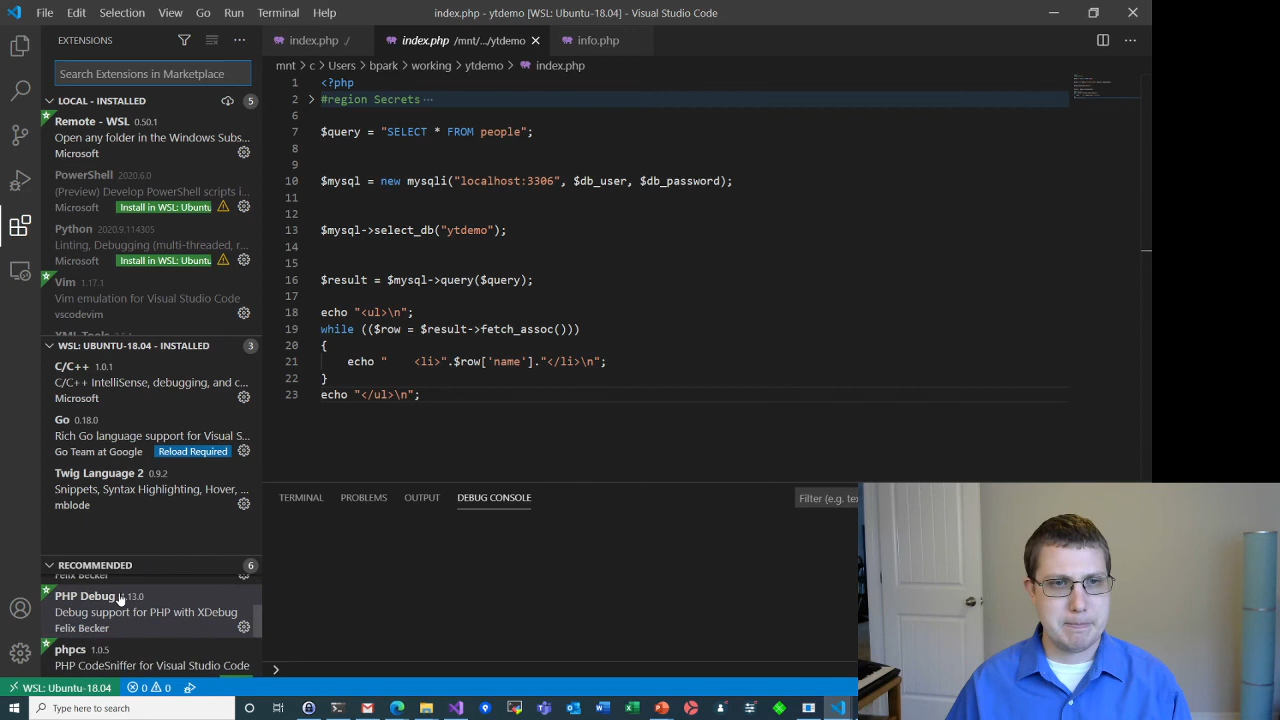 File Edit Selection View Go Run Terminal Help
index.php - ytdemo [WSL: Ubuntu-18.04] - Visual Studio Code
EXTENSIONS
Search Extensions in Marketplace
LOCAL - INSTALLED 5
Remote - WSL 0.50.1
Open any folder in the Windows Subs...
Microsoft
PowerShell 2020.6.0
(Preview) Develop PowerShell scripts i
Microsoft Install in WSL: Ubuntu
Python 2020.9.114305
Linting, Debugging (multi-threaded, r
Microsoft Install in WSL: Ubuntu
Vim 1.17.1
Vim emulation for Visual Studio Code
vscodevim
XML Tools
WSL: UBUNTU-18.04 - INSTALLED 3
C/C++ 1.0.1
C/C++ IntelliSense, debugging, and c...
Microsoft
Go 0.18.0
Rich Go language support for Visual S...
Go Team at Google Reload Required
Twig Language 2 0.9.2
Snippets, Syntax Highlighting, Hover, ...
mblode
RECOMMENDED 6
Felix Becker
PHP Debug 1.13.0
Debug support for PHP with XDebug
Felix Becker
phpcs 1.0.5
PHP CodeSniffer for Visual Studio Code
index.php ./ index.php /mnt/.../ytdemo info.php
mnt > c > Users > bpark > working > ytdemo > index.php
1 <?php
2 #region Secrets ...
6
7 $query = "SELECT * FROM people";
8
9
10 $mysql = new mysqli("localhost:3306", $db_user, $db_password);
11
12
13 $mysql->select_db("ytdemo");
14
15
16 $result = $mysql->query($query);
17
18 echo "<ul>\n";
19 while (($row = $result->fetch_assoc()))
20 {
21 echo "    <li>".$row['name']."</li>\n";
22 }
23 echo "</ul>\n";
TERMINAL PROBLEMS OUTPUT DEBUG CONSOLE Filter (e.g. te
WSL: Ubuntu-18.04 0 0
Type here to search